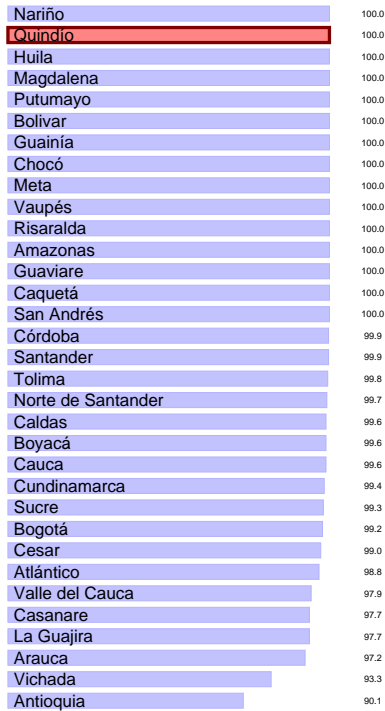 Nariño 100.0
Quindío 100.0
Huila 100.0
Magdalena 100.0
Putumayo 100.0
Bolivar 100.0
Guainía 100.0
Chocó 100.0
Meta 100.0
Vaupés 100.0
Risaralda 100.0
Amazonas 100.0
Guaviare 100.0
Caquetá 100.0
San Andrés 100.0
Córdoba 99.9
Santander 99.9
Tolima 99.8
Norte de Santander 99.7
Caldas 99.6
Boyacá 99.6
Cauca 99.6
Cundinamarca 99.4
Sucre 99.3
Bogotá 99.2
Cesar 99.0
Atlántico 98.8
Valle del Cauca 97.9
Casanare 97.7
La Guajira 97.7
Arauca 97.2
Vichada 93.3
Antioquia 90.1